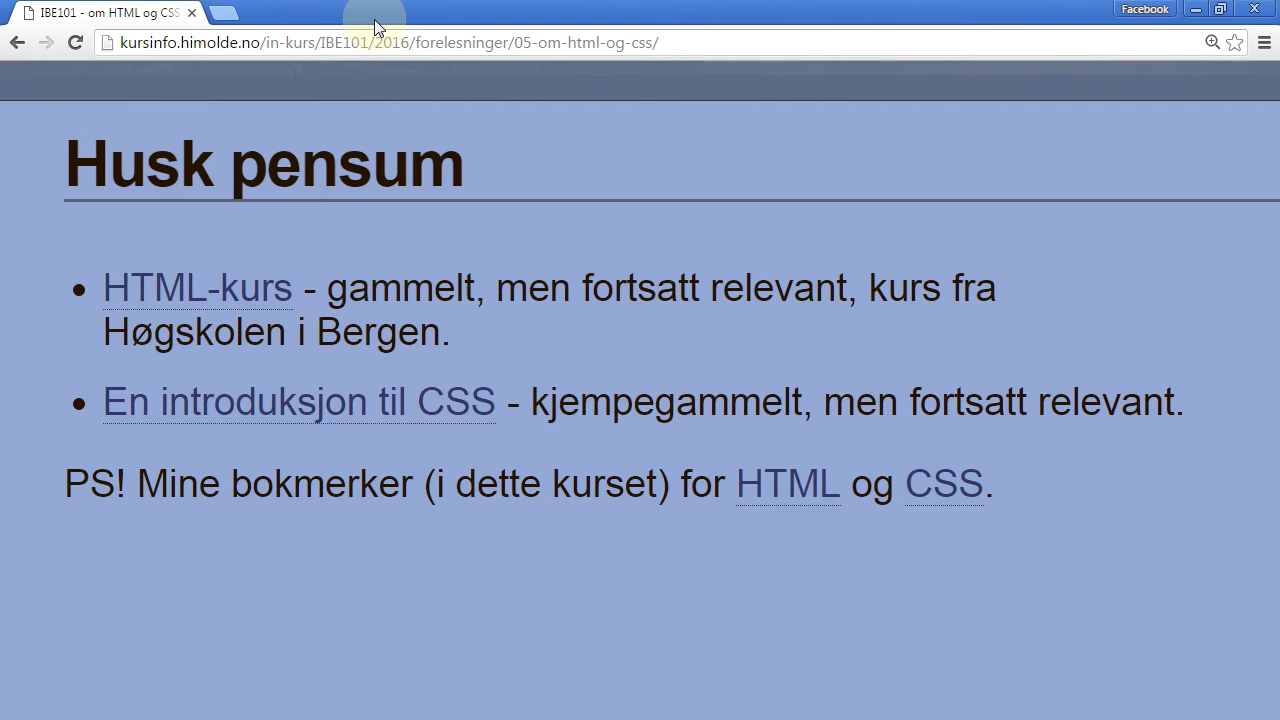 IBE101 - om HTML og CSS
Facebook
kursinfo.himolde.no/in-kurs/IBE101/2016/forelesninger/05-om-html-og-css/
Husk pensum
HTML-kurs - gammelt, men fortsatt relevant, kurs fra
Høgskolen i Bergen.
En introduksjon til CSS - kjempegammelt, men fortsatt relevant.
PS! Mine bokmerker (i dette kurset) for HTML og CSS.